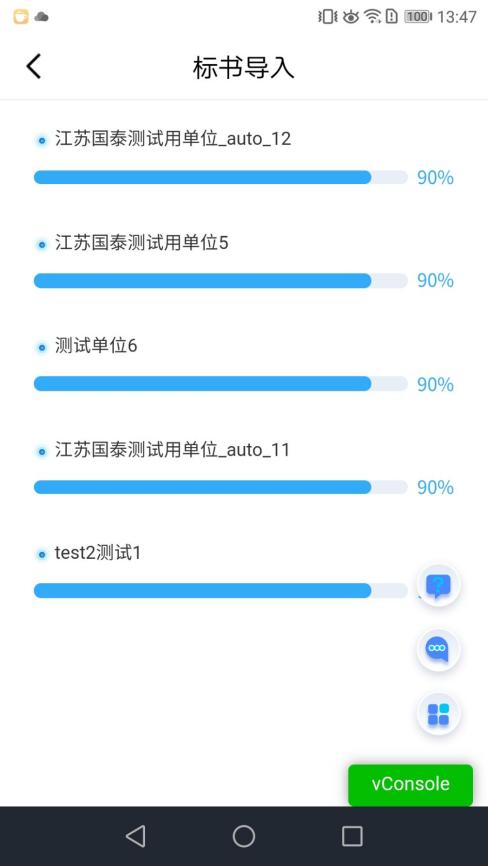 100 13:47
标书导入
江苏国泰测试用单位_auto_12
90%
江苏国泰测试用单位5
90%
测试单位6
90%
江苏国泰测试用单位_auto_11
90%
test2测试1
vConsole